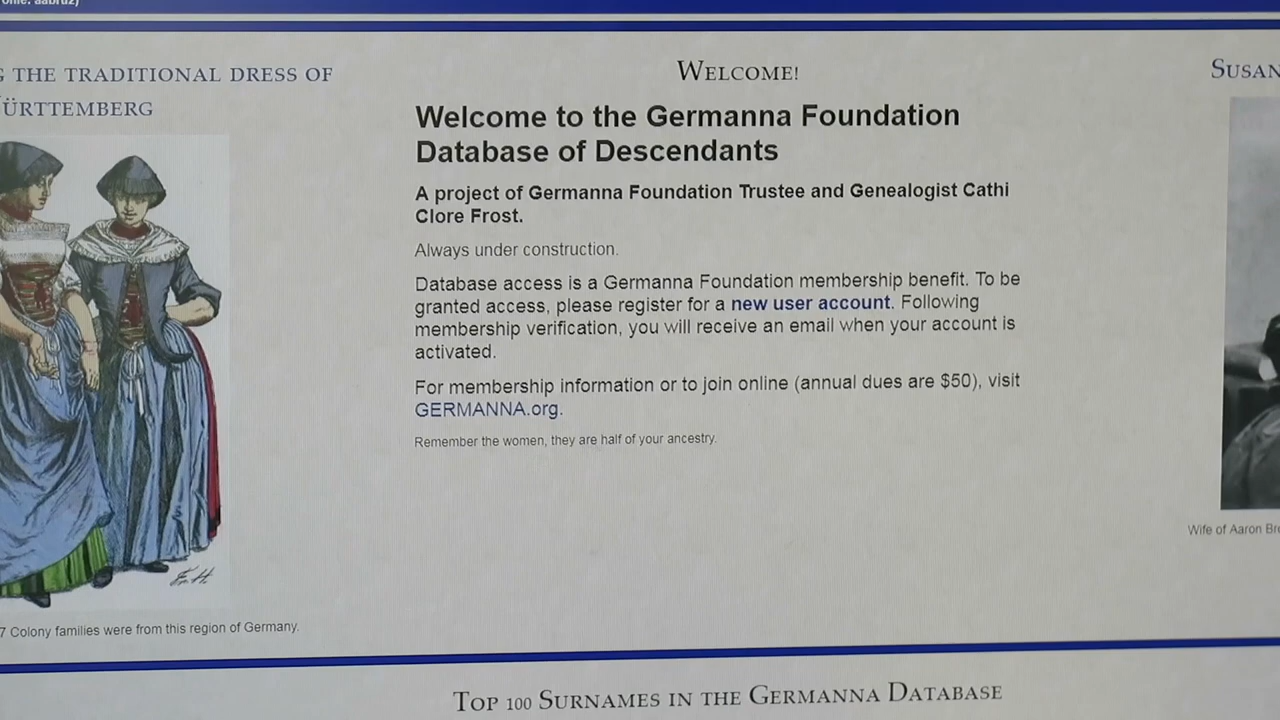 THE TRADITIONAL DRESS OF
ÜRTTEMBERG
7 Colony families were from this region of Germany.
WELCOME!
Welcome to the Germanna Foundation
Database of Descendants
A project of Germanna Foundation Trustee and Genealogist Cathi
Clore Frost.
Always under construction.
Database access is a Germanna Foundation membership benefit. To be
granted access, please register for a new user account. Following
membership verification, you will receive an email when your account is
activated.
For membership information or to join online (annual dues are $50), visit
GERMANNA.org.
Remember the women, they are half of your ancestry.
SUSAN
Wife of Aaron Bro
TOP 100 SURNAMES IN THE GERMANNA DATABASE